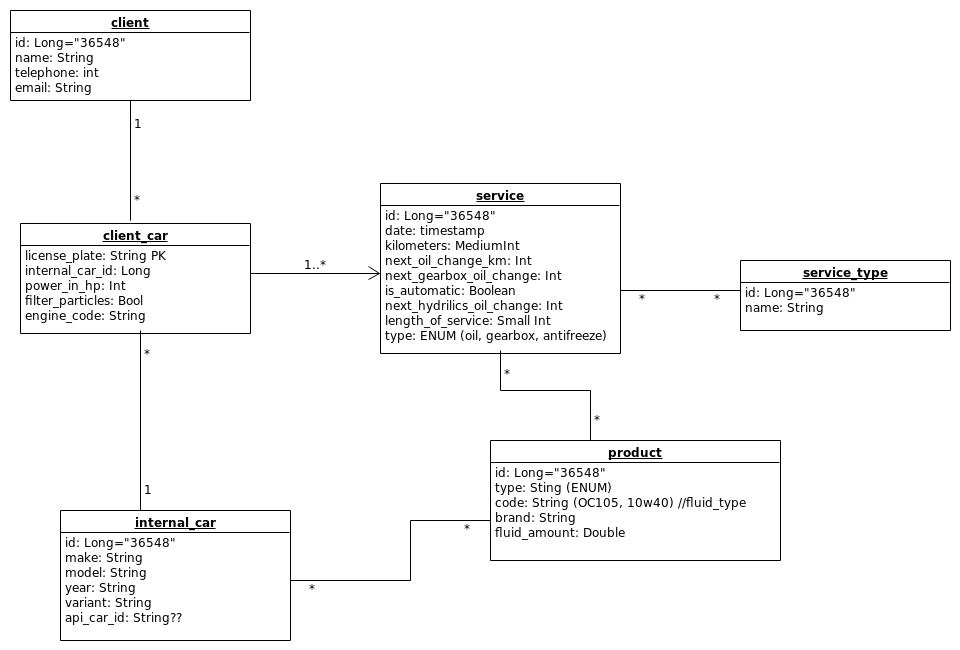 client
id: Long="36548"
name: String
telephone: int
email: String
1
*
client_car
license_plate: String PK
internal_car_id: Long
power_in_hp: Int
filter_particles: Bool
engine_code: String
1..*
service
id: Long="36548"
date: timestamp
kilometers: MediumInt
next_oil_change_km: Int
next_gearbox_oil_change: Int
is_automatic: Boolean
next_hydrilics_oil_change: Int
length_of_service: Small Int
type: ENUM (oil, gearbox, antifreeze)
* *
service_type
id: Long="36548"
name: String
*
1
*
*
internal_car
id: Long="36548"
make: String
model: String
year: String
variant: String
api_car_id: String??
*
*
product
id: Long="36548"
type: Sting (ENUM)
code: String (OC105, 10w40) //fluid_type
brand: String
fluid_amount: Double